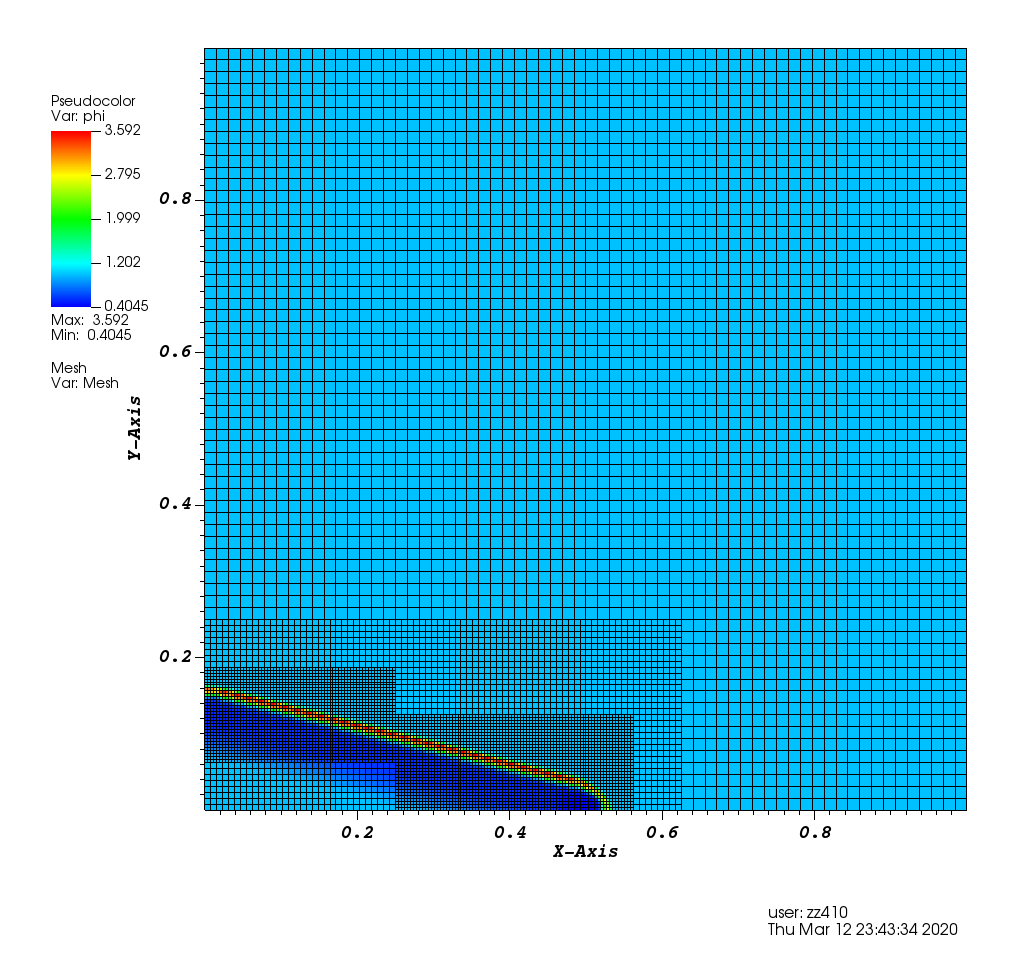 Pseudocolor
Var: phi
3.592
2.795
1.999
1.202
0.4045
Max: 3.592
Min: 0.4045
Mesh
Var: Mesh
Y-Axis
0.8
0.6
0.4
0.2
0.2 0.4 0.6 0.8
X-Axis
user: zz410
Thu Mar 12 23:43:34 2020